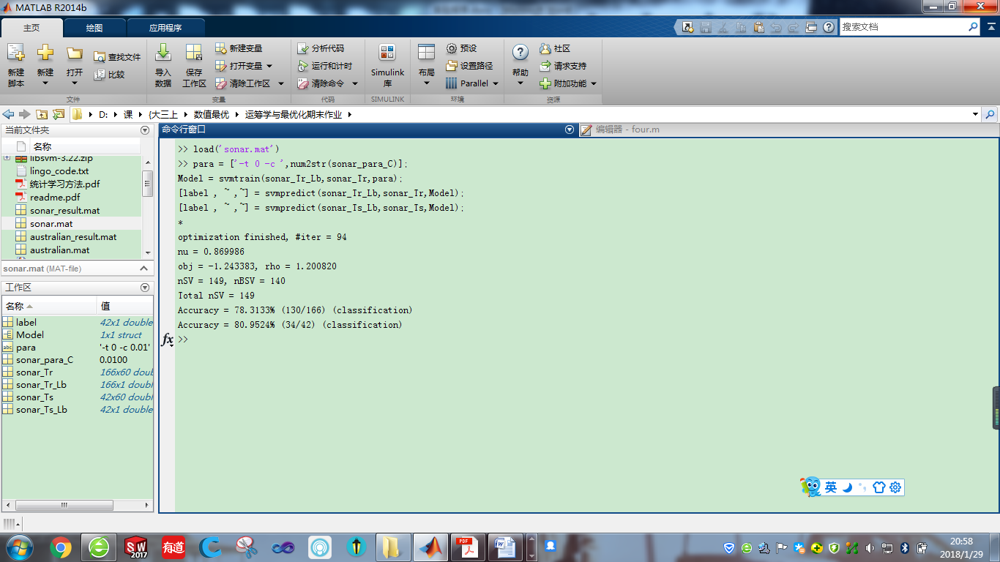 MATLAB R2014b
主页 绘图 应用程序
搜索文档
新建脚本 新建 打开 查找文件 比较
导入数据 保存工作区 新建变量 打开变量 清除工作区
分析代码 运行和计时 清除命令
Simulink 库
布局 预设 设置路径 Parallel
帮助 社区 请求支持 附加功能
文件 变量 代码 SIMULINK 环境 资源
D: 课 (大三上 数值最优 运筹学与最优化期末作业
当前文件夹
名称
libsvm-3.22.zip
lingo_code.txt
统计学习方法.pdf
readme.pdf
sonar_result.mat
sonar.mat
australian_result.mat
australian.mat
sonar.mat (MAT-file)
工作区
名称 值
label 42x1 double
Model 1x1 struct
para '-t 0 -c 0.01'
sonar_para_C 0.0100
sonar_Tr 166x60 doub
sonar_Tr_Lb 166x1 doubl
sonar_Ts 42x60 doubl
sonar_Ts_Lb 42x1 double
命令行窗口
编辑器 - four.m
>> load('sonar.mat')
>> para = ['-t 0 -c ',num2str(sonar_para_C)];
Model = svmtrain(sonar_Tr_Lb,sonar_Tr,para);
[label , ~ ,~] = svmpredict(sonar_Tr_Lb,sonar_Tr,Model);
[label , ~ ,~] = svmpredict(sonar_Ts_Lb,sonar_Ts,Model);
*
optimization finished, #iter = 94
nu = 0.869986
obj = -1.243383, rho = 1.200820
nSV = 149, nBSV = 140
Total nSV = 149
Accuracy = 78.3133% (130/166) (classification)
Accuracy = 80.9524% (34/42) (classification)
fx >>
英
SW 2017
有道
PDF
20:58
2018/1/29